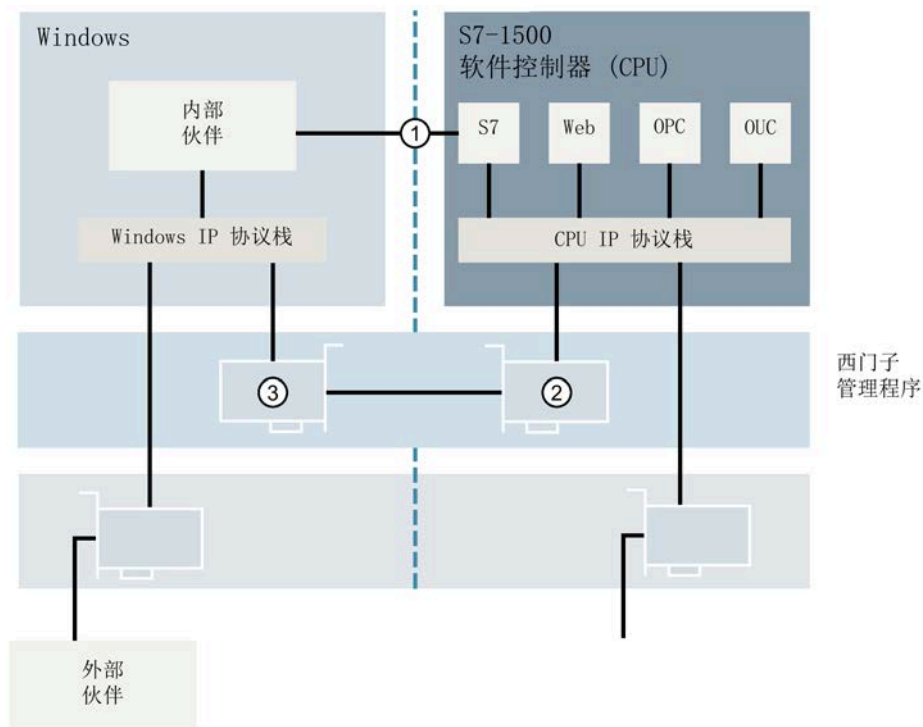 Windows
S7-1500
软件控制器 (CPU)
内部
伙伴
①
S7
Web
OPC
OUC
Windows IP 协议栈
CPU IP 协议栈
③
②
西门子
管理程序
外部
伙伴